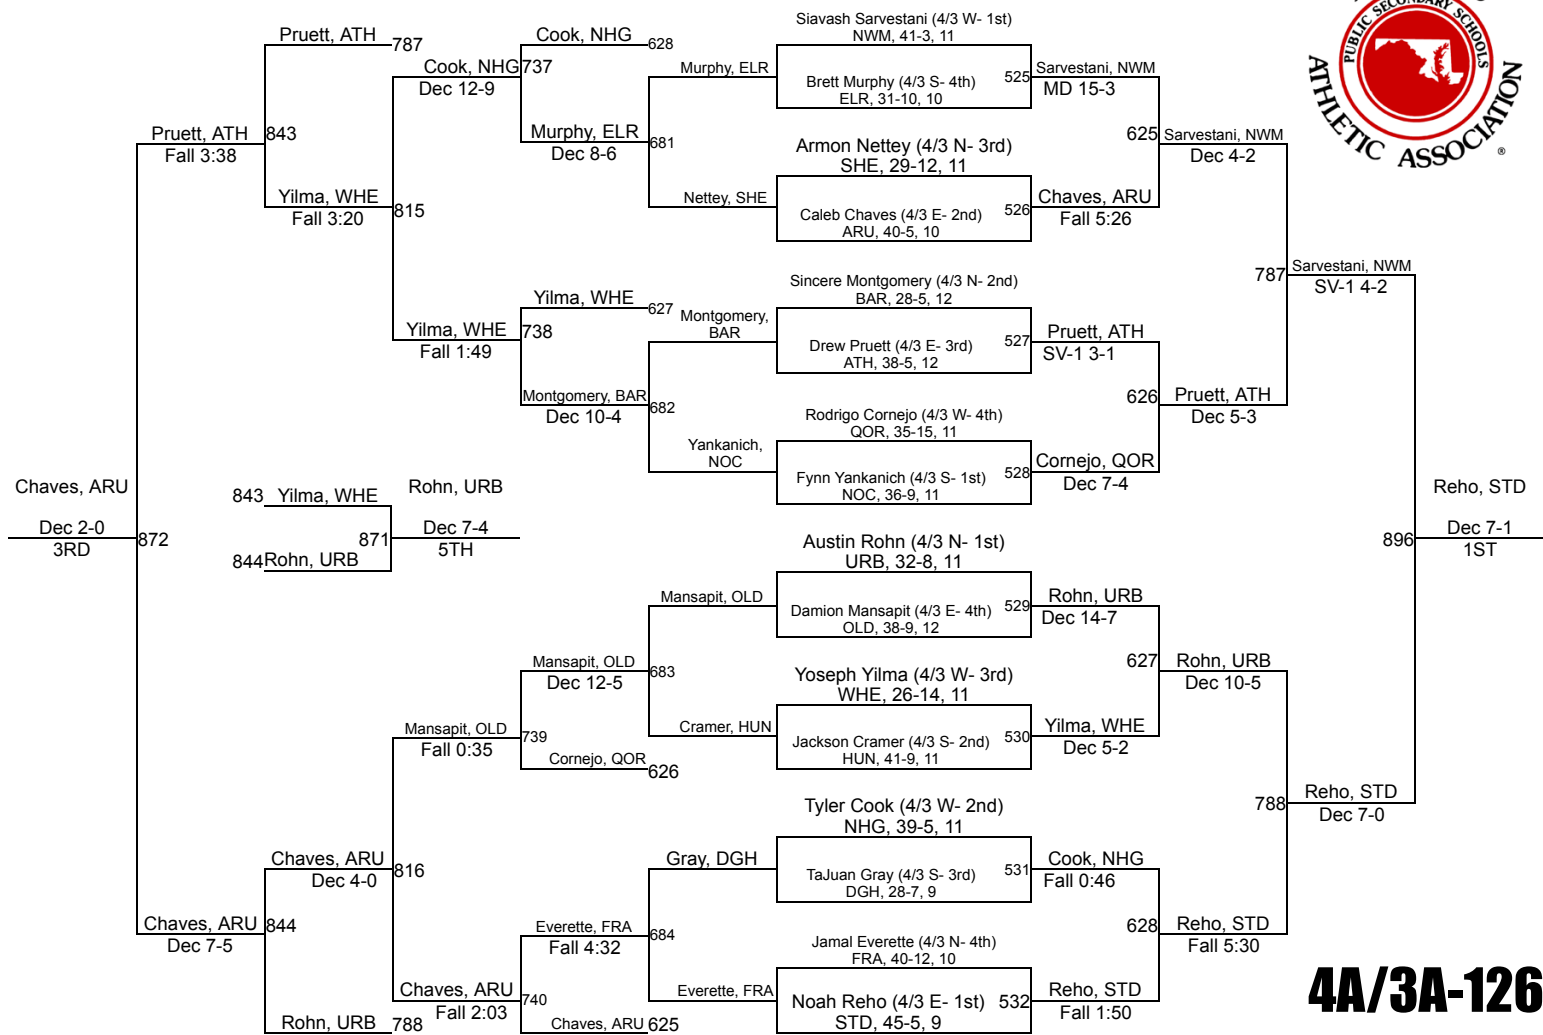 PUBLIC SECONDARY SCHOOLS
ATHLETIC ASSOCIATION
®
Pruett, ATH
787
Cook, NHG
Dec 12-9
737
Cook, NHG
628
Murphy, ELR
Dec 8-6
681
Murphy, ELR
Nettey, SHE
Pruett, ATH
Fall 3:38
843
Yilma, WHE
Fall 3:20
815
Yilma, WHE
Fall 1:49
738
Yilma, WHE
627
Montgomery, BAR
Dec 10-4
682
Montgomery,
BAR
Yankanich,
NOC
Siavash Sarvestani (4/3 W- 1st)
NWM, 41-3, 11
Brett Murphy (4/3 S- 4th)
ELR, 31-10, 10
525
Sarvestani, NWM
MD 15-3
Armon Nettey (4/3 N- 3rd)
SHE, 29-12, 11
Caleb Chaves (4/3 E- 2nd)
ARU, 40-5, 10
526
Chaves, ARU
Fall 5:26
625
Sarvestani, NWM
Dec 4-2
Sincere Montgomery (4/3 N- 2nd)
BAR, 28-5, 12
Drew Pruett (4/3 E- 3rd)
ATH, 38-5, 12
527
Pruett, ATH
SV-1 3-1
Rodrigo Cornejo (4/3 W- 4th)
QOR, 35-15, 11
Fynn Yankanich (4/3 S- 1st)
NOC, 36-9, 11
528
Cornejo, QOR
Dec 7-4
626
Pruett, ATH
Dec 5-3
787
Sarvestani, NWM
SV-1 4-2
Chaves, ARU
Dec 2-0
3RD
872
843
Yilma, WHE
844
Rohn, URB
871
Rohn, URB
Dec 7-4
5TH
896
Reho, STD
Dec 7-1
1ST
Austin Rohn (4/3 N- 1st)
URB, 32-8, 11
Damion Mansapit (4/3 E- 4th)
OLD, 38-9, 12
529
Rohn, URB
Dec 14-7
Yoseph Yilma (4/3 W- 3rd)
WHE, 26-14, 11
Jackson Cramer (4/3 S- 2nd)
HUN, 41-9, 11
530
Yilma, WHE
Dec 5-2
627
Rohn, URB
Dec 10-5
Mansapit, OLD
Cramer, HUN
Mansapit, OLD
Dec 12-5
683
Mansapit, OLD
Fall 0:35
739
Cornejo, QOR
626
Tyler Cook (4/3 W- 2nd)
NHG, 39-5, 11
TaJuan Gray (4/3 S- 3rd)
DGH, 28-7, 9
531
Cook, NHG
Fall 0:46
Jamal Everette (4/3 N- 4th)
FRA, 40-12, 10
Noah Reho (4/3 E- 1st)
STD, 45-5, 9
532
Reho, STD
Fall 1:50
628
Reho, STD
Fall 5:30
788
Reho, STD
Dec 7-0
Gray, DGH
Everette, FRA
Everette, FRA
Fall 4:32
684
Chaves, ARU
Dec 4-0
816
Chaves, ARU
Dec 7-5
844
Chaves, ARU
Fall 2:03
740
Chaves, ARU
625
Rohn, URB
788
4A/3A-126